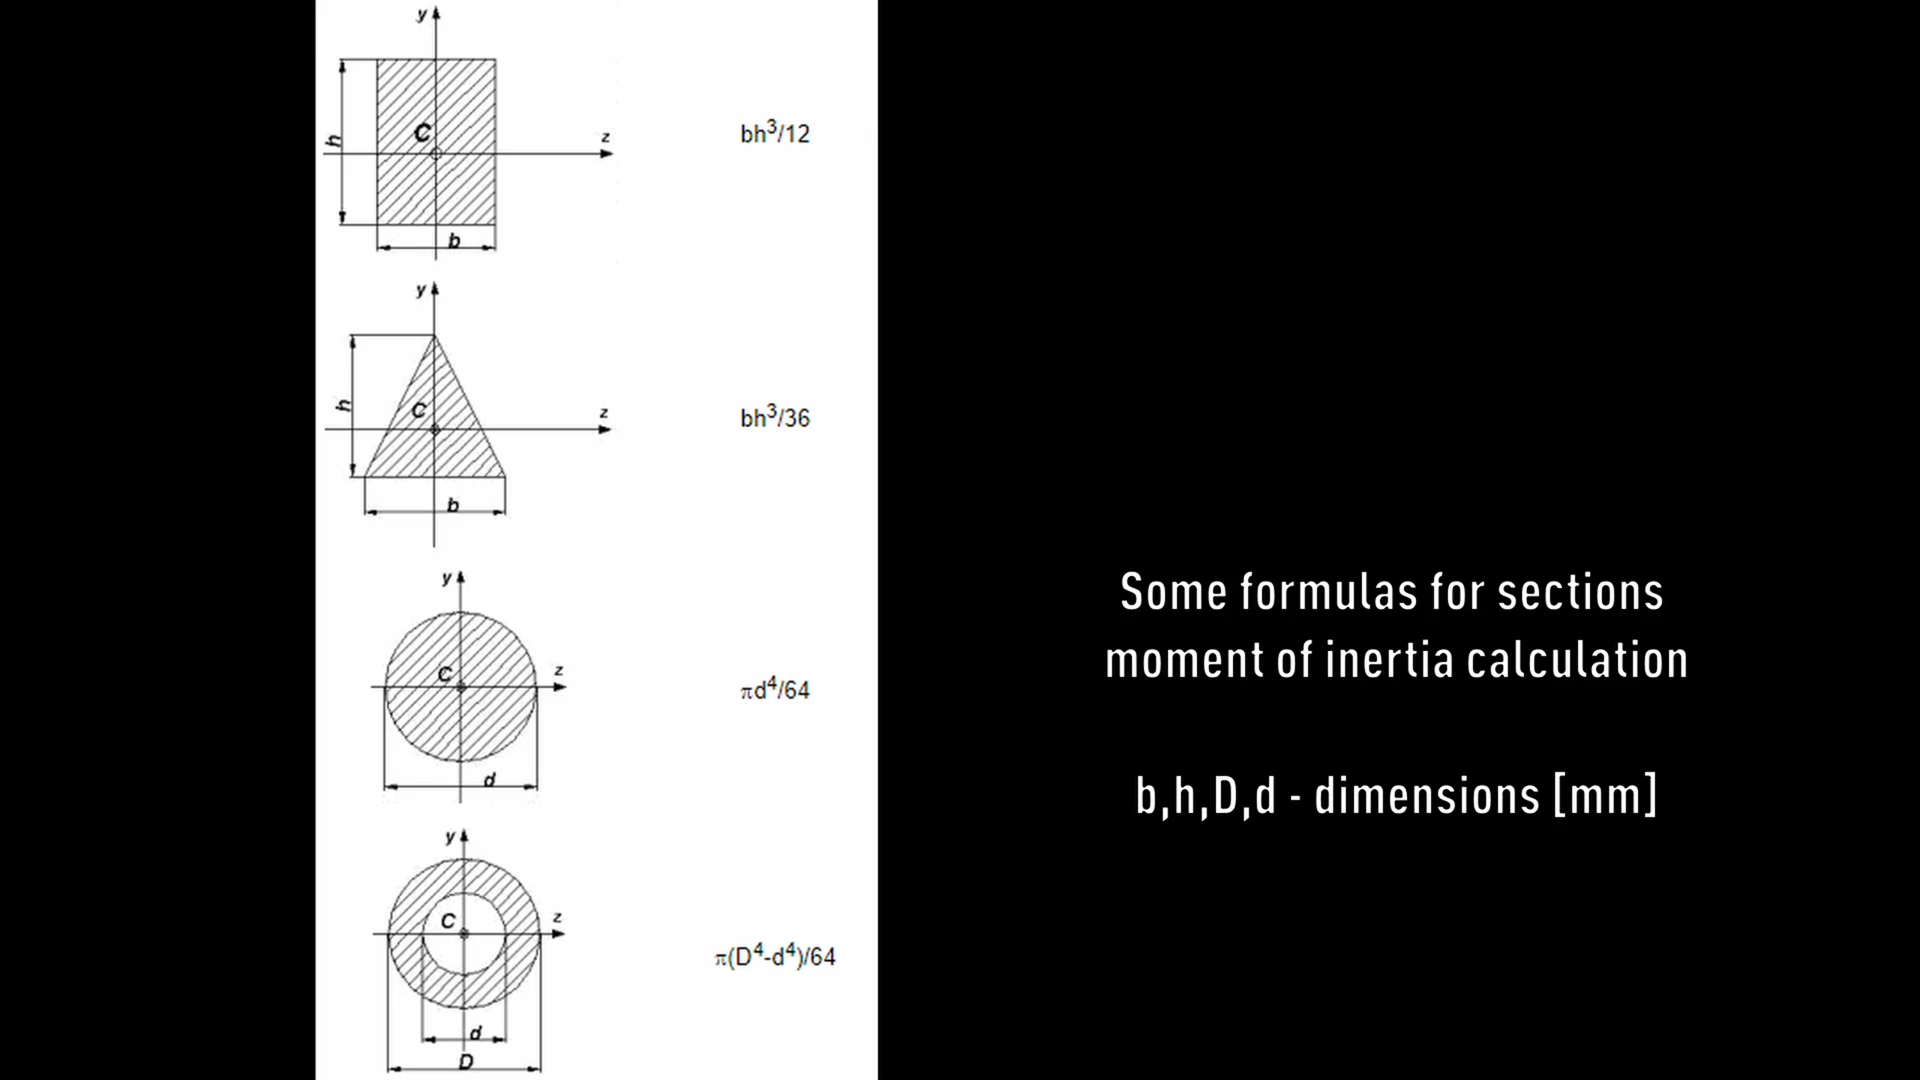 y
h
C
z
b
bh³/12
y
h
C
z
b
bh³/36
y
C
z
d
πd⁴/64
y
C
z
d
D
π(D⁴-d⁴)/64
Some formulas for sections
moment of inertia calculation
b,h,D,d - dimensions [mm]